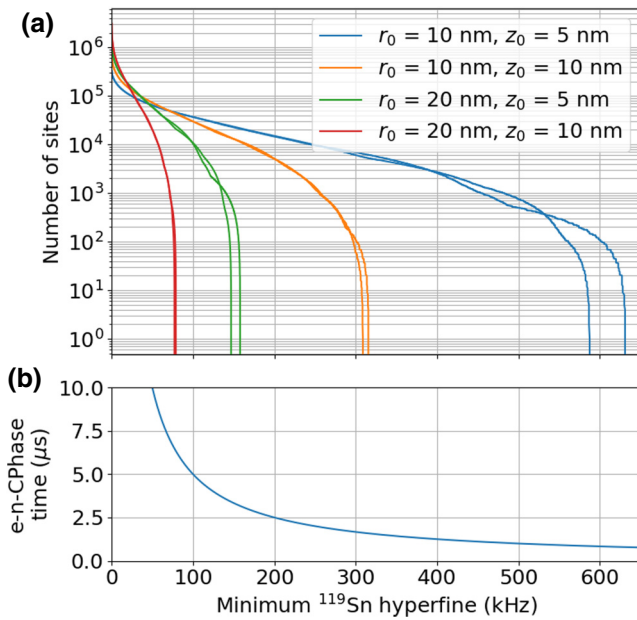 (a)
Number of sites
10⁶
10⁵
10⁴
10³
10²
10¹
10⁰
r₀ = 10 nm, z₀ = 5 nm
r₀ = 10 nm, z₀ = 10 nm
r₀ = 20 nm, z₀ = 5 nm
r₀ = 20 nm, z₀ = 10 nm
(b)
e-n-CPhase
time (μs)
10.0
7.5
5.0
2.5
0.0
0 100 200 300 400 500 600
Minimum ¹¹⁹Sn hyperfine (kHz)